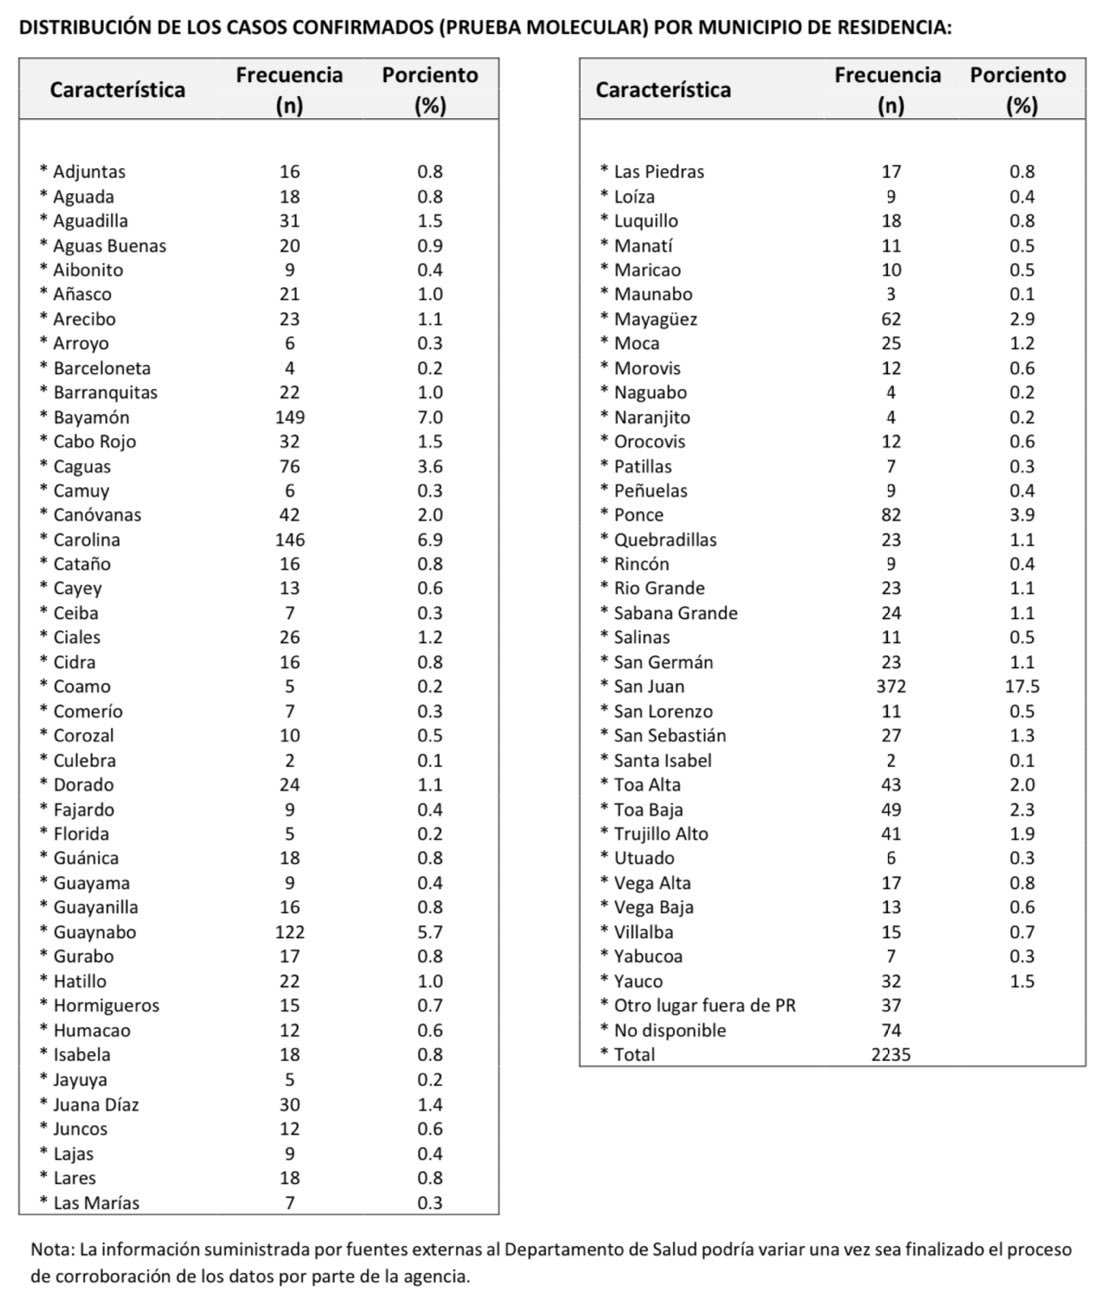 DISTRIBUCIÓN DE LOS CASOS CONFIRMADOS (PRUEBA MOLECULAR) POR MUNICIPIO DE RESIDENCIA:
Característica Frecuencia (n) Porciento (%)
* Adjuntas 16 0.8
* Aguada 18 0.8
* Aguadilla 31 1.5
* Aguas Buenas 20 0.9
* Aibonito 9 0.4
* Añasco 21 1.0
* Arecibo 23 1.1
* Arroyo 6 0.3
* Barceloneta 4 0.2
* Barranquitas 22 1.0
* Bayamón 149 7.0
* Cabo Rojo 32 1.5
* Caguas 76 3.6
* Camuy 6 0.3
* Canóvanas 42 2.0
* Carolina 146 6.9
* Cataño 16 0.8
* Cayey 13 0.6
* Ceiba 7 0.3
* Ciales 26 1.2
* Cidra 16 0.8
* Coamo 5 0.2
* Comerío 7 0.3
* Corozal 10 0.5
* Culebra 2 0.1
* Dorado 24 1.1
* Fajardo 9 0.4
* Florida 5 0.2
* Guánica 18 0.8
* Guayama 9 0.4
* Guayanilla 16 0.8
* Guaynabo 122 5.7
* Gurabo 17 0.8
* Hatillo 22 1.0
* Hormigueros 15 0.7
* Humacao 12 0.6
* Isabela 18 0.8
* Jayuya 5 0.2
* Juana Díaz 30 1.4
* Juncos 12 0.6
* Lajas 9 0.4
* Lares 18 0.8
* Las Marías 7 0.3
Característica Frecuencia (n) Porciento (%)
* Las Piedras 17 0.8
* Loíza 9 0.4
* Luquillo 18 0.8
* Manatí 11 0.5
* Maricao 10 0.5
* Maunabo 3 0.1
* Mayagüez 62 2.9
* Moca 25 1.2
* Morovis 12 0.6
* Naguabo 4 0.2
* Naranjito 4 0.2
* Orocovis 12 0.6
* Patillas 7 0.3
* Peñuelas 9 0.4
* Ponce 82 3.9
* Quebradillas 23 1.1
* Rincón 9 0.4
* Rio Grande 23 1.1
* Sabana Grande 24 1.1
* Salinas 11 0.5
* San Germán 23 1.1
* San Juan 372 17.5
* San Lorenzo 11 0.5
* San Sebastián 27 1.3
* Santa Isabel 2 0.1
* Toa Alta 43 2.0
* Toa Baja 49 2.3
* Trujillo Alto 41 1.9
* Utuado 6 0.3
* Vega Alta 17 0.8
* Vega Baja 13 0.6
* Villalba 15 0.7
* Yabucoa 7 0.3
* Yauco 32 1.5
* Otro lugar fuera de PR 37
* No disponible 74
* Total 2235
Nota: La información suministrada por fuentes externas al Departamento de Salud podría variar una vez sea finalizado el proceso
de corroboración de los datos por parte de la agencia.